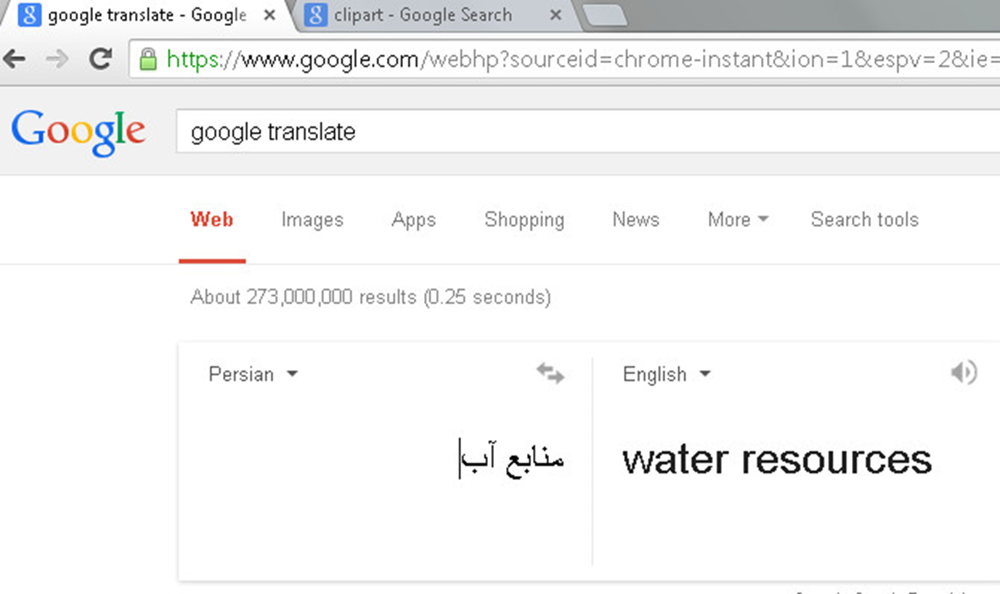 google translate - Google
clipart - Google Search
https://www.google.com/webhp?sourceid=chrome-instant&ion=1&espv=2&ie=
Google
google translate
Web Images Apps Shopping News More Search tools
About 273,000,000 results (0.25 seconds)
Persian
English
منابع آب
water resources